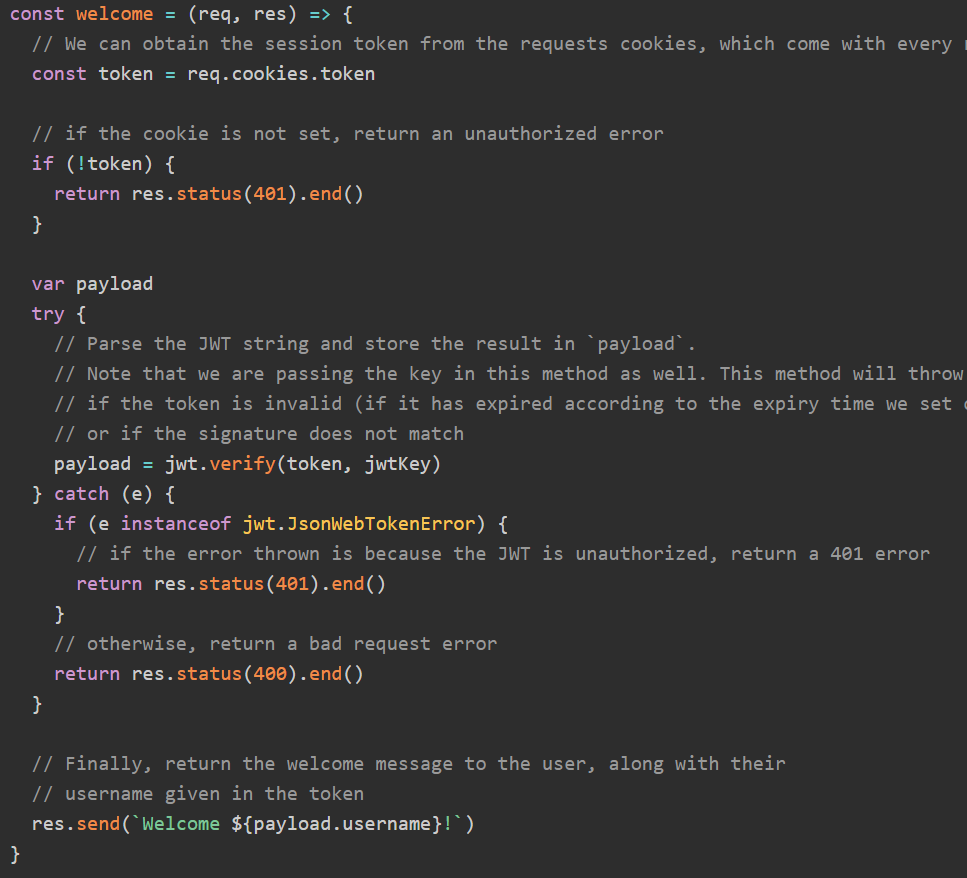 const welcome = (req, res) => {
  // We can obtain the session token from the requests cookies, which come with every
  const token = req.cookies.token

  // if the cookie is not set, return an unauthorized error
  if (!token) {
    return res.status(401).end()
  }

  var payload
  try {
    // Parse the JWT string and store the result in `payload`.
    // Note that we are passing the key in this method as well. This method will throw
    // if the token is invalid (if it has expired according to the expiry time we set
    // or if the signature does not match
    payload = jwt.verify(token, jwtKey)
  } catch (e) {
    if (e instanceof jwt.JsonWebTokenError) {
      // if the error thrown is because the JWT is unauthorized, return a 401 error
      return res.status(401).end()
    }
    // otherwise, return a bad request error
    return res.status(400).end()
  }

  // Finally, return the welcome message to the user, along with their
  // username given in the token
  res.send(`Welcome ${payload.username}!`)
}